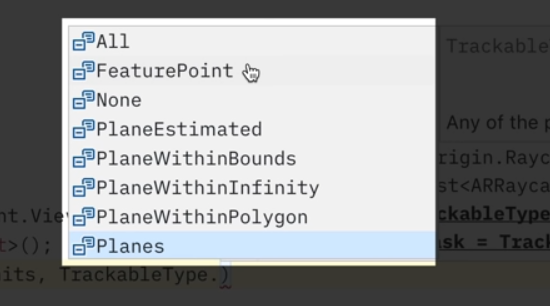 All
Trackable
FeaturePoint
None
Any of the p
PlaneEstimated
PlaneWithinBounds
rigin.Rayc
PlaneWithinInfinity
st<ARRayca
nt.Vie
PlaneWithinPolygon
ckableType
t>();
Planes
ask = Track
its, TrackableType.)